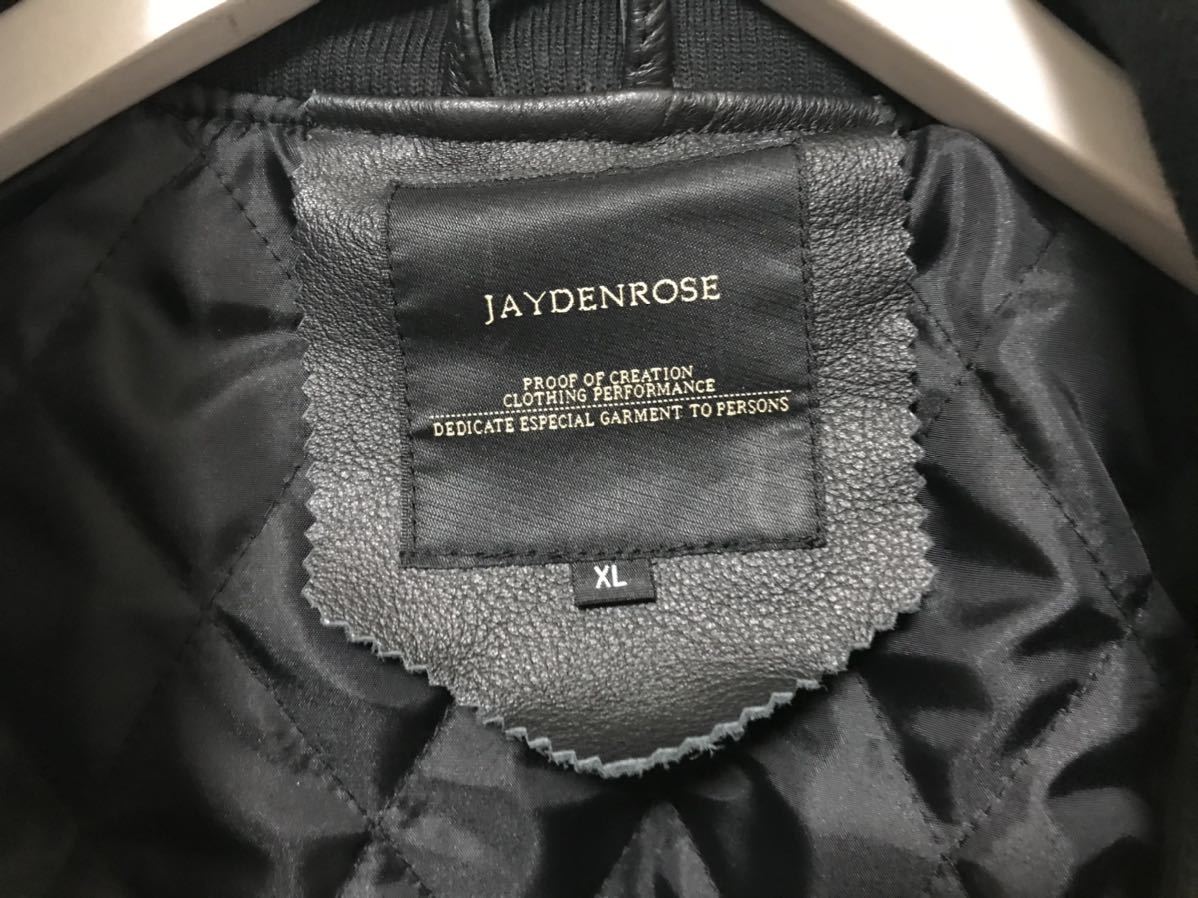 JAYDENROSE
PROOF OF CREATION
CLOTHING PERFORMANCE
DEDICATE ESPECIAL GARMENT TO PERSONS
XL